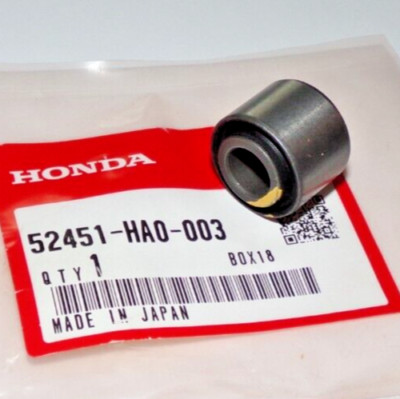 HONDA
52451-HA0-003
QTY 1 BOX18
MADE IN JAPAN